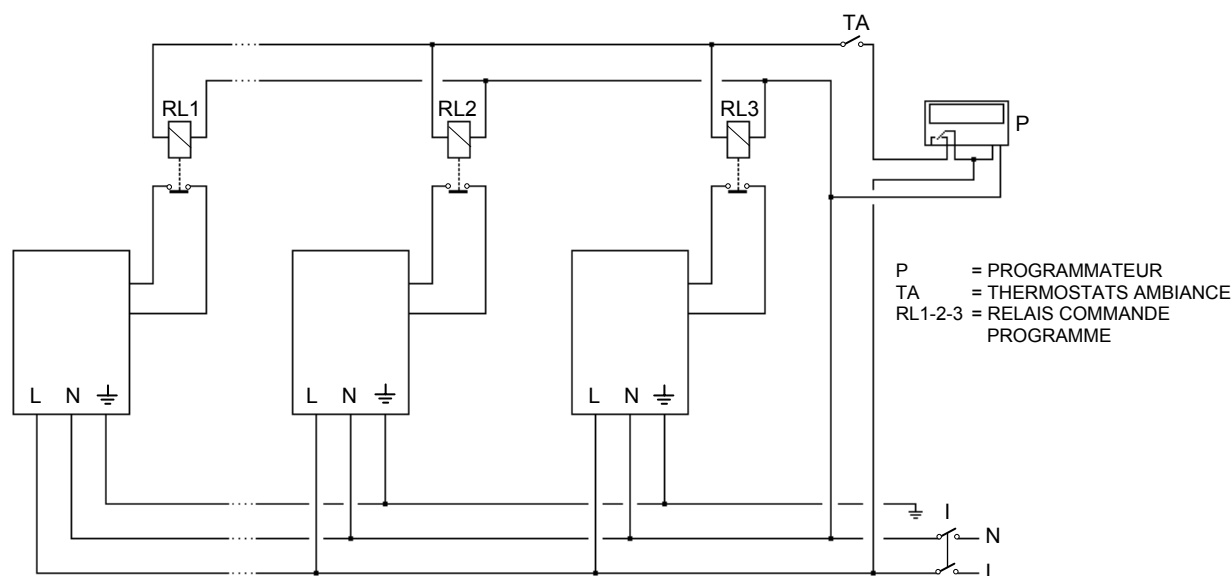 TA
RL1 RL2 RL3
P
P = PROGRAMMATEUR
TA = THERMOSTATS AMBIANCE
RL1-2-3 = RELAIS COMMANDE
PROGRAMME
L N L N L N
I
N
L